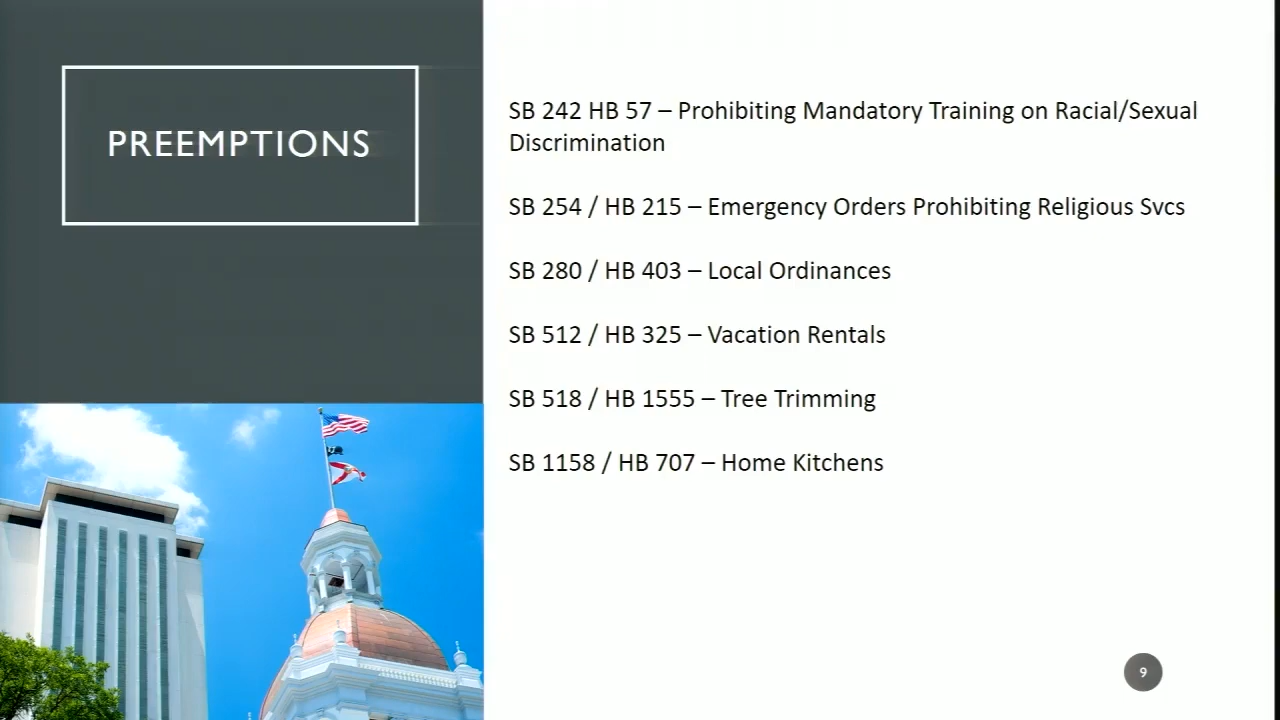 PREEMPTIONS
SB 242 HB 57 – Prohibiting Mandatory Training on Racial/Sexual
Discrimination
SB 254 / HB 215 – Emergency Orders Prohibiting Religious Svcs
SB 280 / HB 403 – Local Ordinances
SB 512 / HB 325 – Vacation Rentals
SB 518 / HB 1555 – Tree Trimming
SB 1158 / HB 707 – Home Kitchens
9